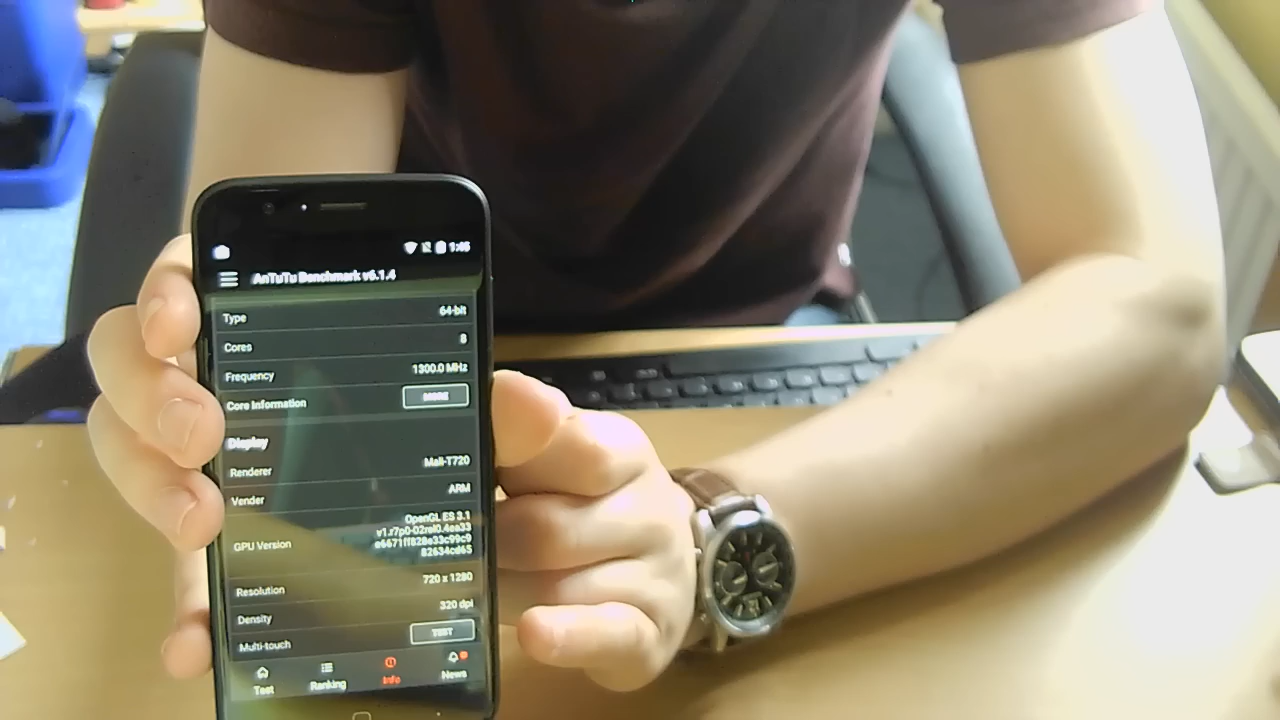 1:46
AnTuTu Benchmark v6.1.4
Type 64-bit
Cores 8
Frequency 1300.0 MHz
Core Information MORE
Display
Renderer Mali-T720
Vender ARM
OpenGL ES 3.1
GPU Version
Resolution 720 x 1280
Density 320 dpi
Multi-touch TEST
Test Ranking Info News